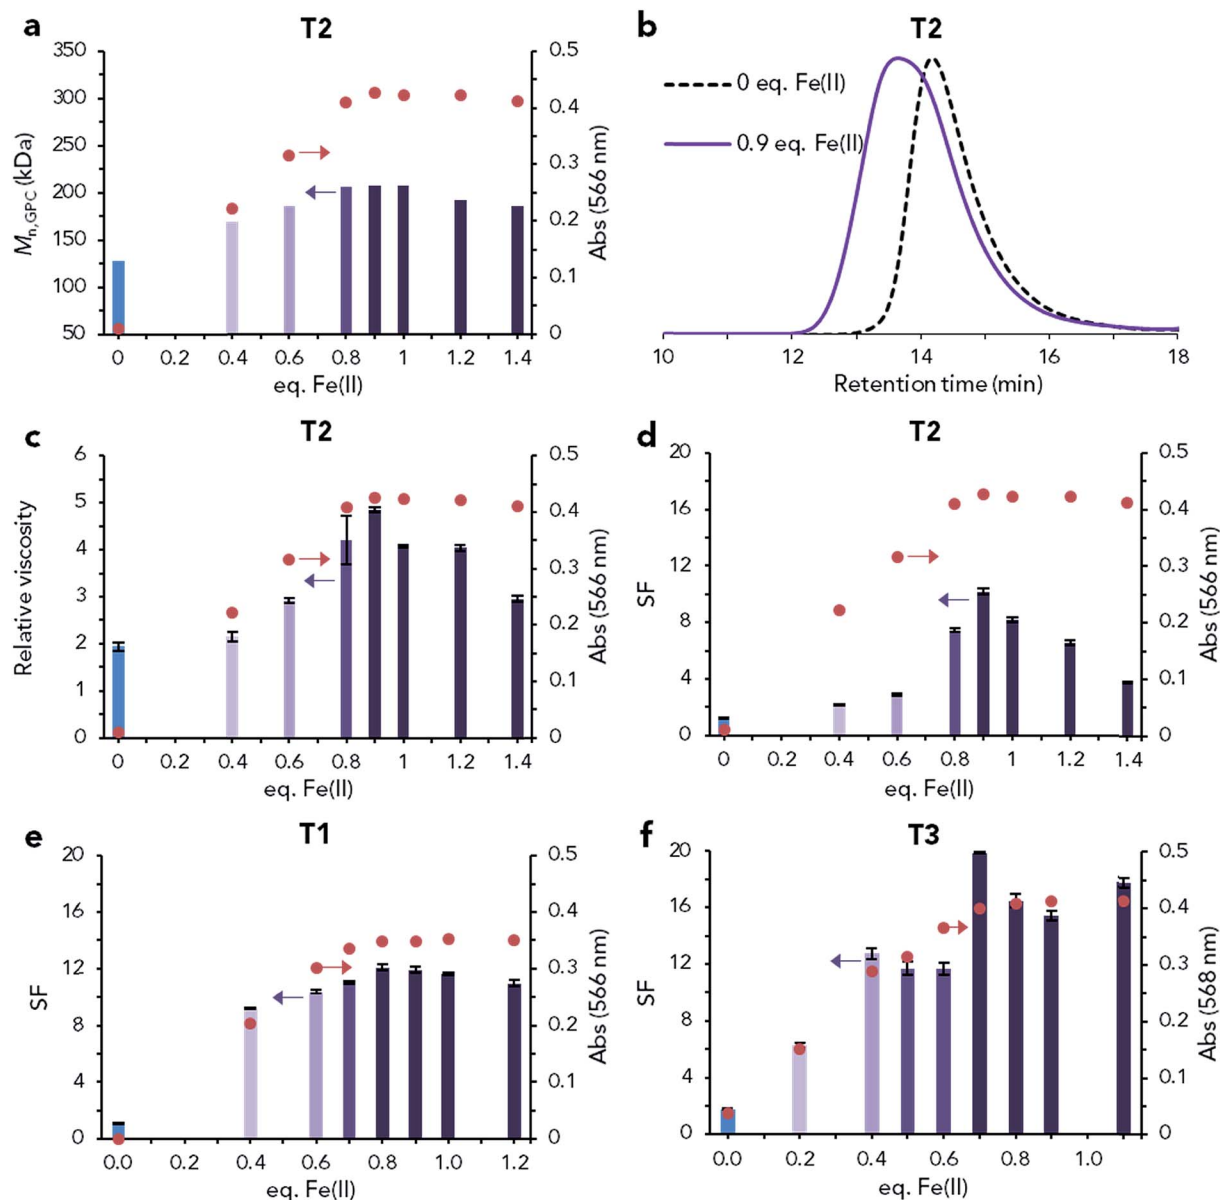 a
T2
350
300
250
200
150
100
50
Mn,GPC (kDa)
0.5
0.4
0.3
0.2
0.1
0
Abs (566 nm)
0 0.2 0.4 0.6 0.8 1 1.2 1.4
eq. Fe(II)
b
T2
0 eq. Fe(II)
0.9 eq. Fe(II)
10 12 14 16 18
Retention time (min)
c
T2
6
5
4
3
2
1
0
Relative viscosity
0.5
0.4
0.3
0.2
0.1
0
Abs (566 nm)
0 0.2 0.4 0.6 0.8 1 1.2 1.4
eq. Fe(II)
d
T2
20
16
12
8
4
0
SF
0.5
0.4
0.3
0.2
0.1
0
Abs (566 nm)
0 0.2 0.4 0.6 0.8 1 1.2 1.4
eq. Fe(II)
e
T1
20
16
12
8
4
0
SF
0.5
0.4
0.3
0.2
0.1
0
Abs (566 nm)
0.0 0.2 0.4 0.6 0.8 1.0 1.2
eq. Fe(II)
f
T3
20
16
12
8
4
0
SF
0.5
0.4
0.3
0.2
0.1
0
Abs (568 nm)
0.0 0.2 0.4 0.6 0.8 1.0
eq. Fe(II)